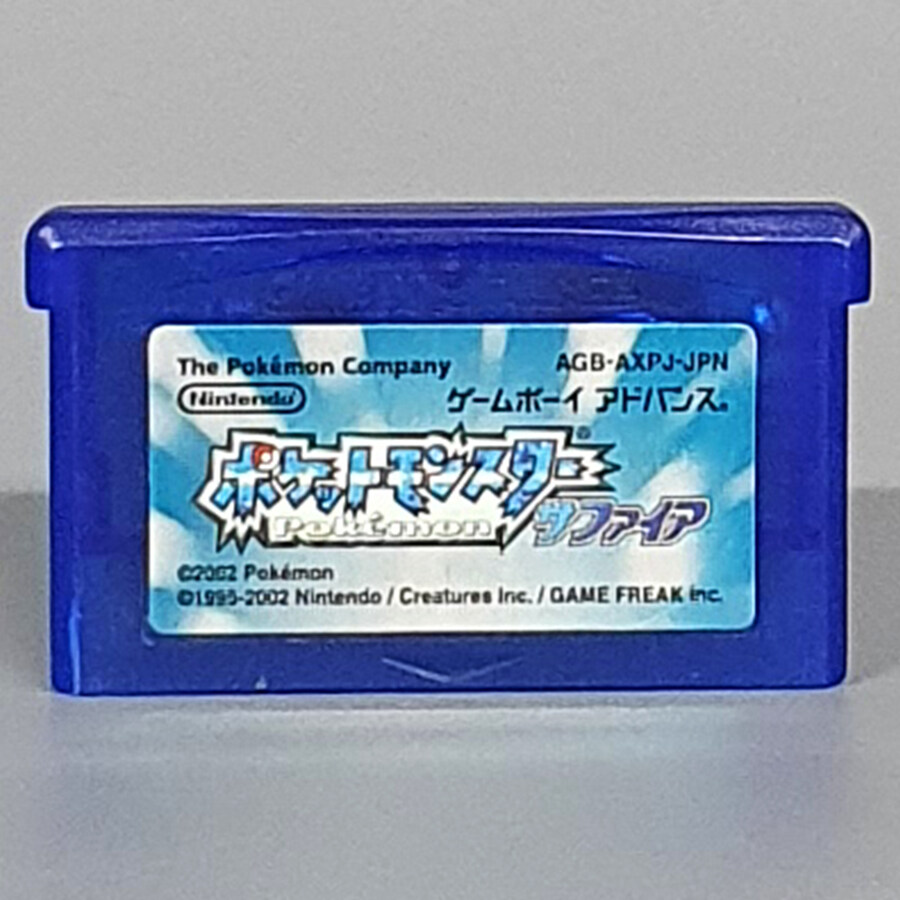 The Pokémon Company AGB-AXPJ-JPN
Nintendo® ゲームボーイ アドバンス®
ポケットモンスター®
Pokémon サファイア
©2002 Pokémon
©1995-2002 Nintendo / Creatures inc. / GAME FREAK inc.